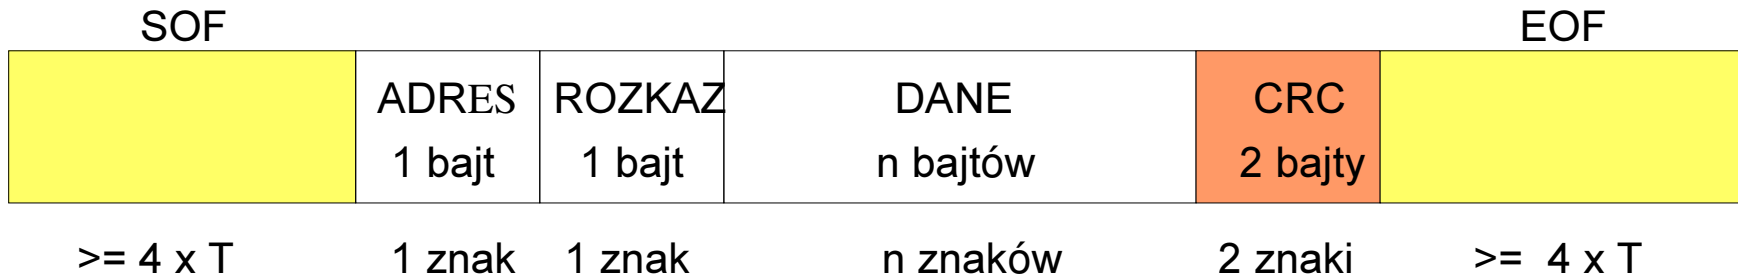 SOF EOF
ADRES ROZKAZ DANE CRC
1 bajt 1 bajt n bajtów 2 bajty
>= 4 x T 1 znak 1 znak n znaków 2 znaki >= 4 x T